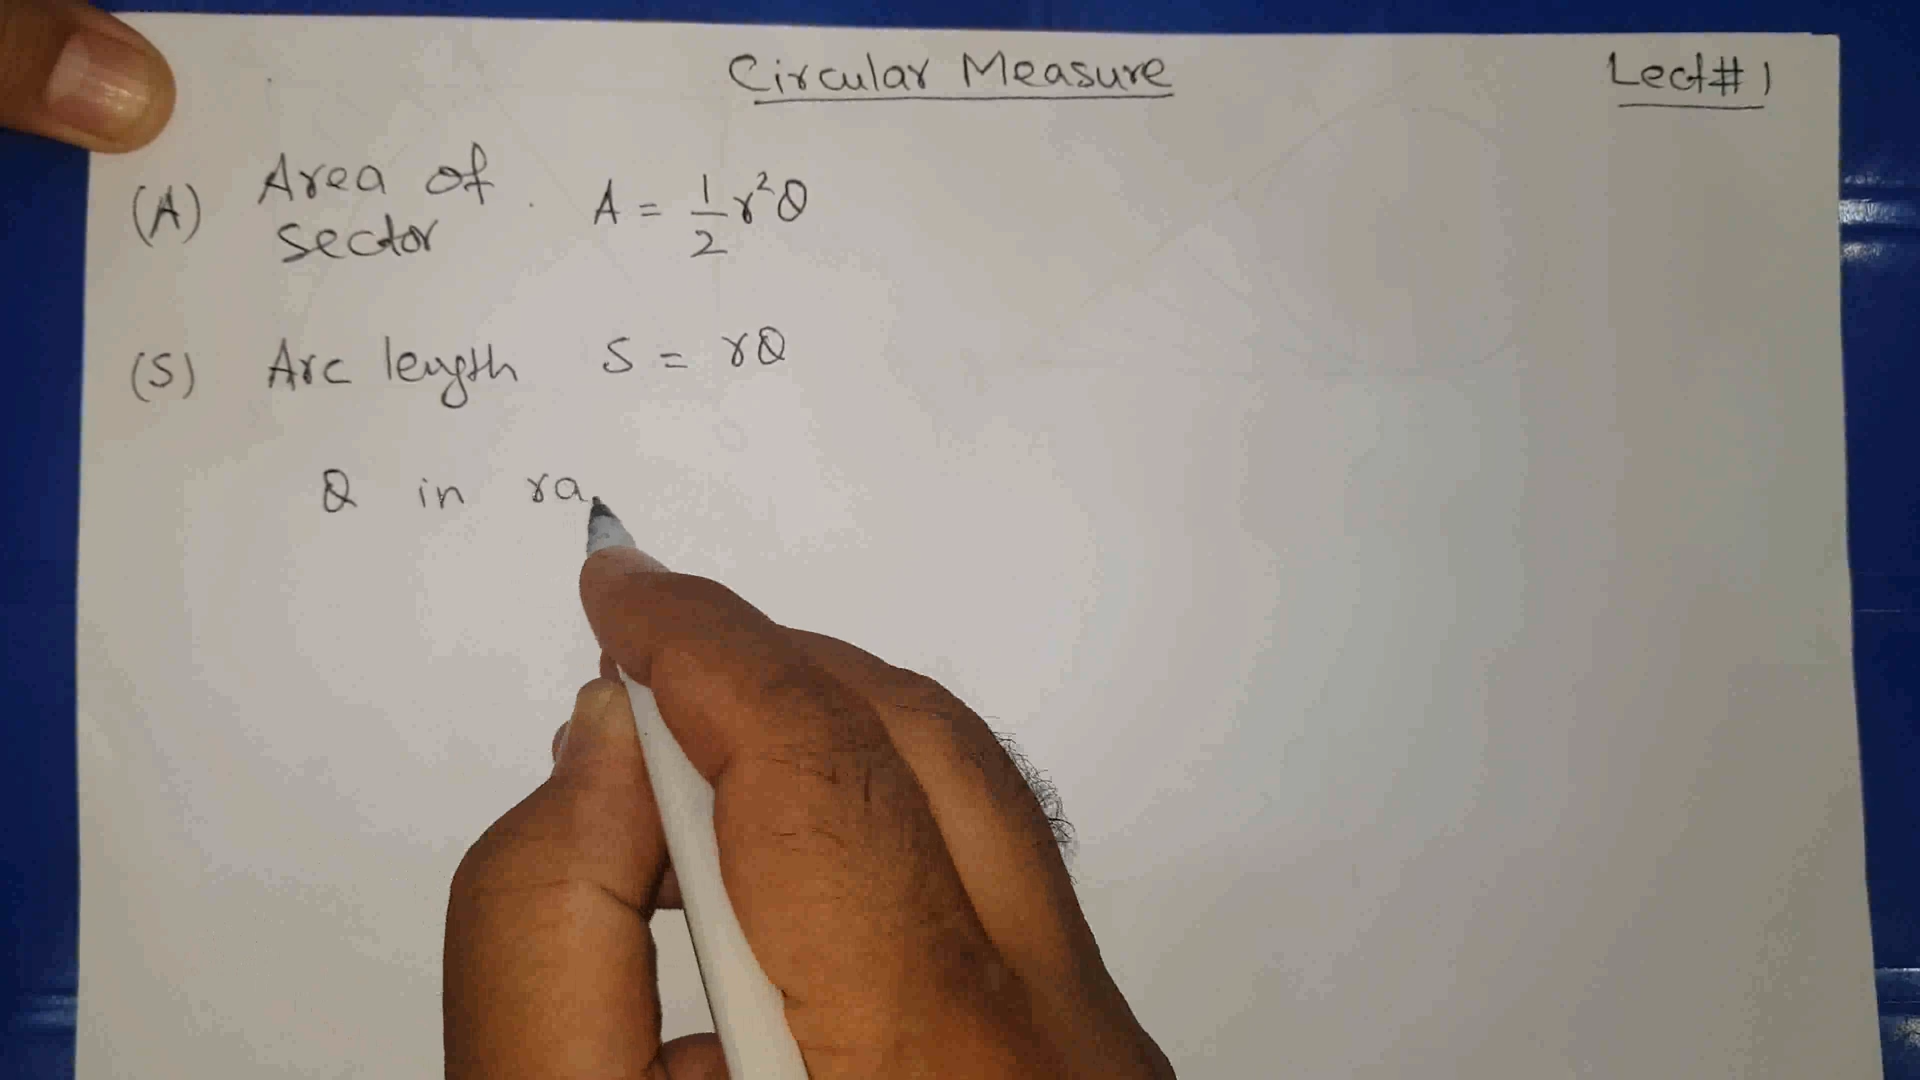 Circular Measure
Lect# 1
(A) Area of sector A = 1/2 r²θ
(S) Arc length S = rθ
θ in ra